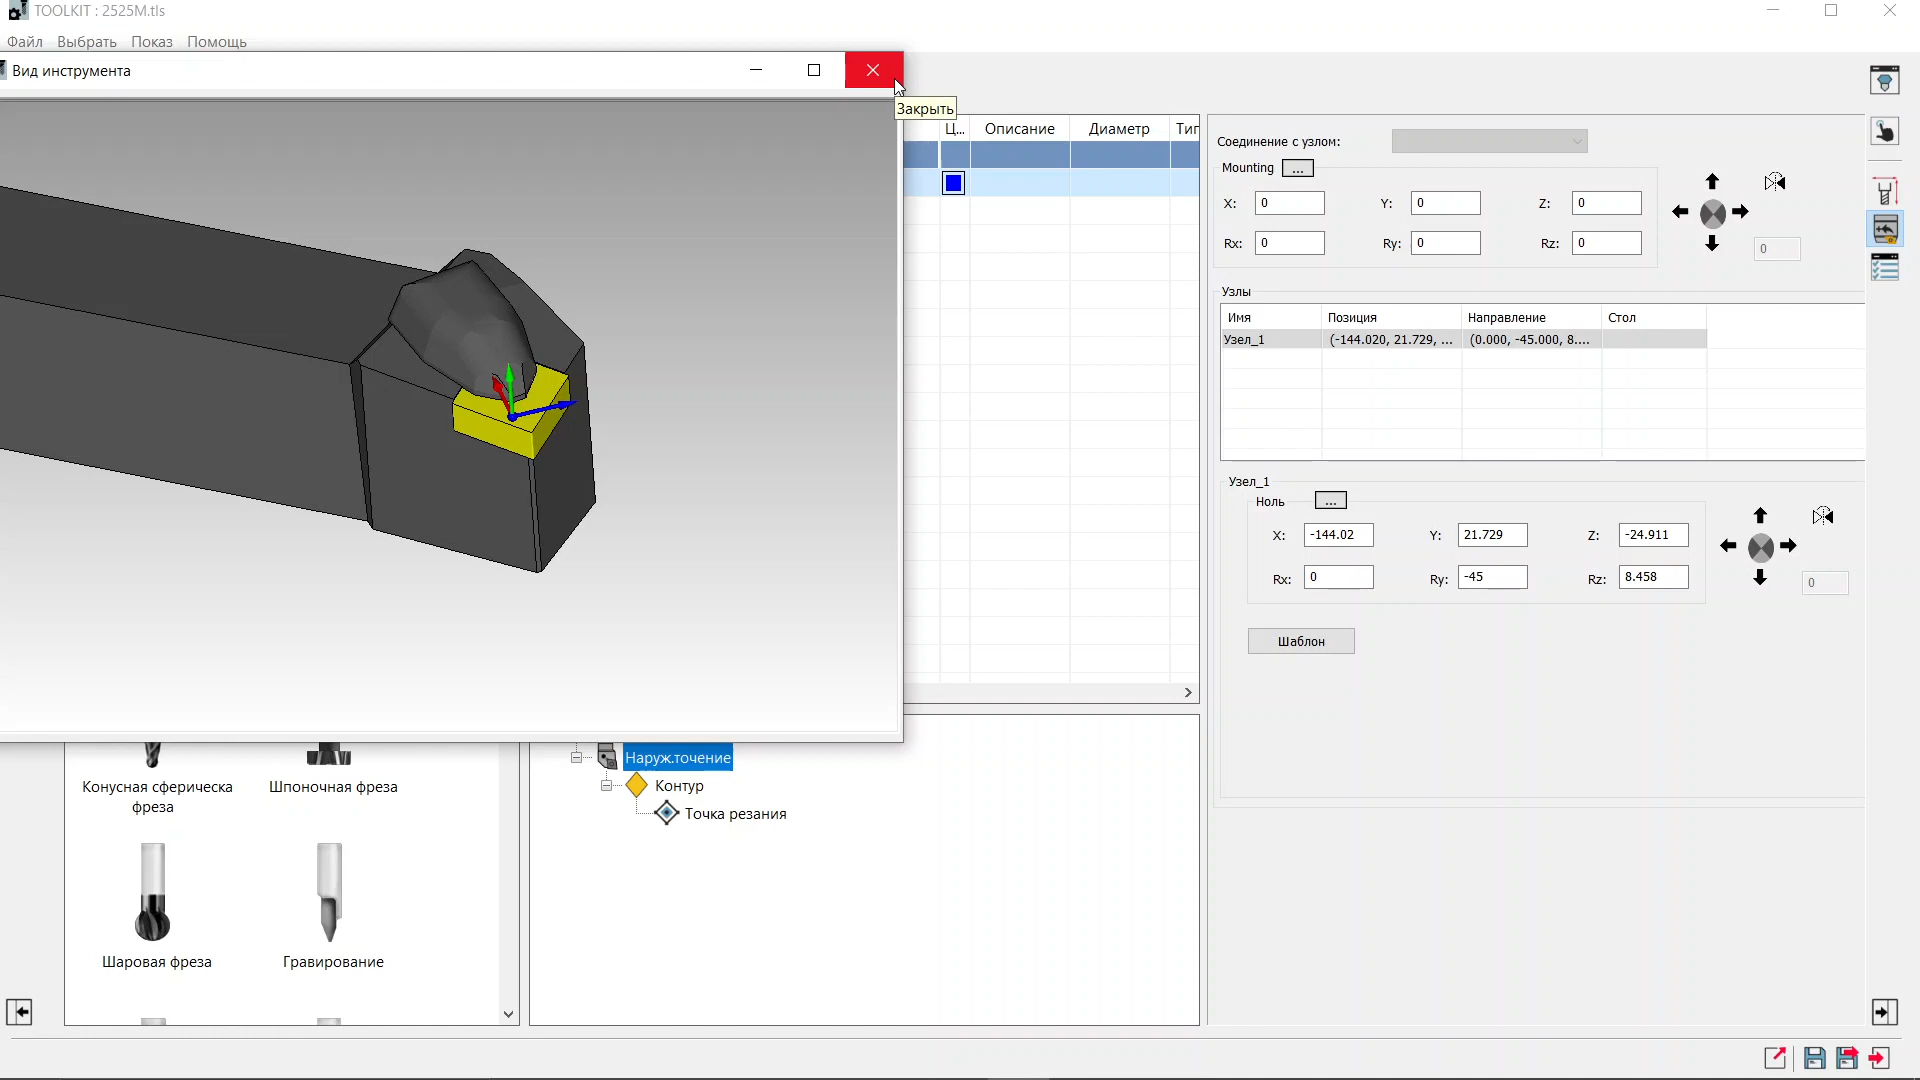 TOOLKIT : 2525M.tls
Файл Выбрать Показ Помощь
Вид инструмента
Закрыть
Ц... Описание Диаметр Тип
Соединение с узлом:
Mounting ...
X: 0 Y: 0 Z: 0
Rx: 0 Ry: 0 Rz: 0
0
Узлы
Имя Позиция Направление Стол
Узел_1 (-144.020, 21.729, ... (0.000, -45.000, 8....
Узел_1
Ноль ...
X: -144.02 Y: 21.729 Z: -24.911
Rx: 0 Ry: -45 Rz: 8.458
0
Шаблон
Конусная сферическа
фреза
Шпоночная фреза
Шаровая фреза
Гравирование
Наруж.точение
Контур
Точка резания